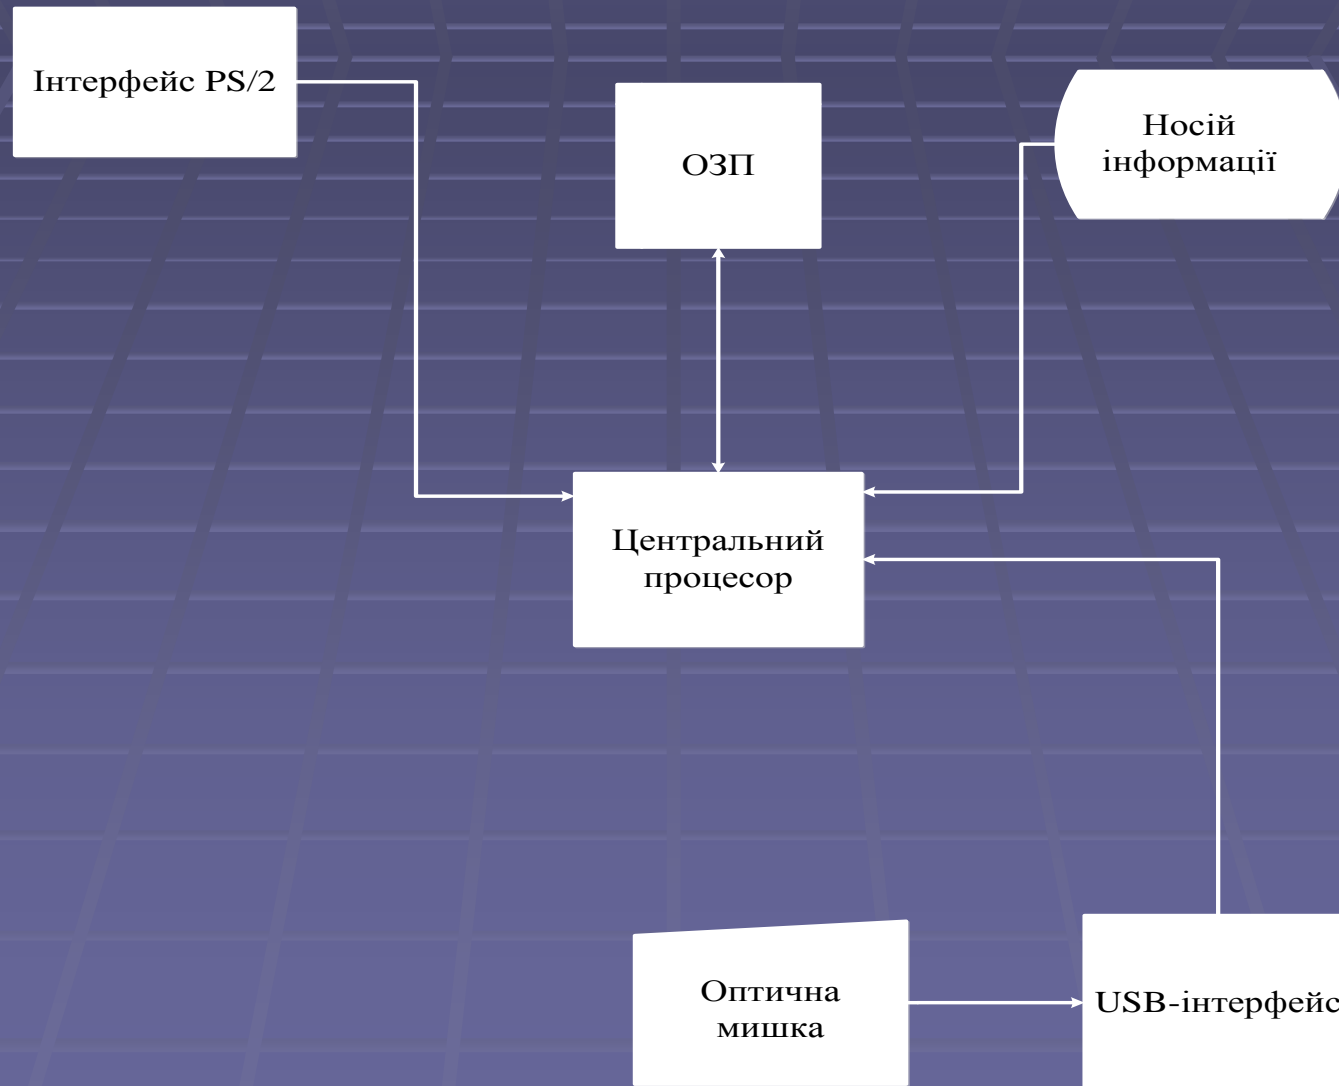 Інтерфейс PS/2
ОЗП
Носій
інформації
Центральний
процесор
Оптична
мишка
USB-інтерфейс